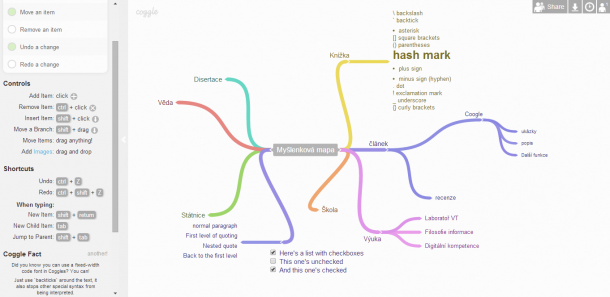 Move an item
Remove an item
Undo a change
Redo a change
Controls
Add Item: click
Remove Item: ctrl + click
Insert Item: shift + click
Move a Branch: shift + drag
Move Items: drag anything!
Add images: drag and drop
Shortcuts
Undo: ctrl + Z
Redo: ctrl + shift + Z
When typing:
New Item: shift + return
New Child Item: tab
Jump to Parent: shift + tab
Coggle Fact
another!
Did you know you can use a fixed-width
code font in Coggles? You can!
Just use `backticks` around the text, it
also stops other special syntax from
being interpreted.
coggle
Share
Myšlenková mapa
Disertace
Věda
Státnice
normal paragraph
First level of quoting
Nested quote
Back to the first level
Here's a list with checkboxes
This one's unchecked
And this one's checked
Knížka
\ backslash
` backtick
• asterisk
[] square brackets
() parentheses
hash mark
• plus sign
• minus sign (hyphen)
. dot
! exclamation mark
_ underscore
{} curly brackets
článek
Coogle
ukázky
popis
Další funkce
recenze
Škola
Výuka
Laboratoř VT
Filosofie informace
Digitální kompetence